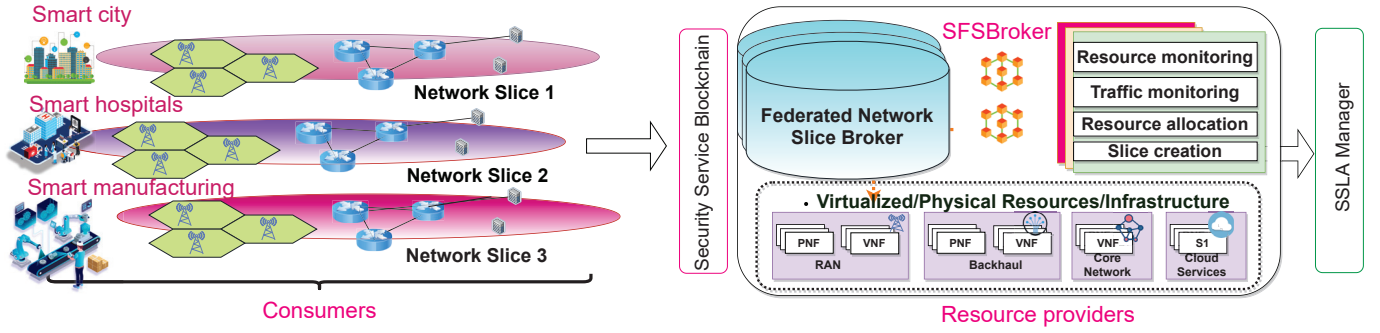 Smart city
Network Slice 1
Smart hospitals
Network Slice 2
Smart manufacturing
Network Slice 3
Consumers
Security Service Blockchain
Federated Network
Slice Broker
SFSBroker
Resource monitoring
Traffic monitoring
Resource allocation
Slice creation
• Virtualized/Physical Resources/Infrastructure
PNF
VNF
RAN
PNF
VNF
Backhaul
VNF
Core
Network
S1
Cloud
Services
Resource providers
SSLA Manager